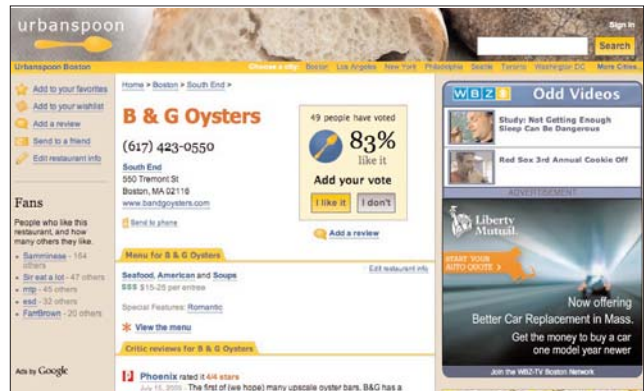 urbanspoon
Sign in
Search
Urbanspoon Boston
Choose a city: Boston Los Angeles New York Philadelphia Seattle Toronto Washington DC More Cities...
Add to your favorites
Add to your wishlist
Add a review
Send to a friend
Edit restaurant info
Fans
People who like this
restaurant, and how
many others they like.
Samminese - 164
others
Sir eat a lot - 47 others
mtp - 45 others
esd - 32 others
FamBrown - 20 others
Ads by Google
Home > Boston > South End >
B & G Oysters
(617) 423-0550
South End
550 Tremont St
Boston, MA 02116
www.bandgoysters.com
Send to phone
49 people have voted
83%
like it
Add your vote
I like it
I don't
Add a review
Menu for B & G Oysters
Edit restaurant info
Seafood, American and Soups
$$$ $15-25 per entree
Special Features: Romantic
View the menu
Critic reviews for B & G Oysters
Phoenix rated it 4/4 stars
July 15, 2005 - The first of (we hope) many upscale oyster bars, B&G has a
WBZ Odd Videos
Study: Not Getting Enough
Sleep Can Be Dangerous
Red Sox 3rd Annual Cookie Off
ADVERTISEMENT
Liberty
Mutual.
START YOUR
AUTO QUOTE >
Now offering
Better Car Replacement in Mass.
Get the money to buy a car
one model year newer
Join the WBZ-TV Boston Network